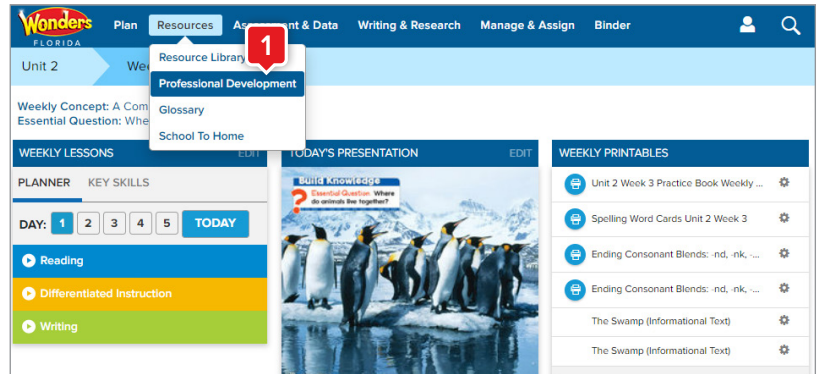 Wonders
FLORIDA
Plan Resources Assessment & Data Writing & Research Manage & Assign Binder
1
Resource Library
Professional Development
Glossary
School To Home
Unit 2
Wee
Weekly Concept: A Com
Essential Question: Whe
WEEKLY LESSONS EDIT
PLANNER KEY SKILLS
DAY: 1 2 3 4 5 TODAY
Reading
Differentiated Instruction
Writing
TODAY'S PRESENTATION EDIT
Build Knowledge
Essential Question Where
do animals live together?
WEEKLY PRINTABLES
Unit 2 Week 3 Practice Book Weekly ...
Spelling Word Cards Unit 2 Week 3
Ending Consonant Blends: -nd, -nk, -...
Ending Consonant Blends: -nd, -nk, -...
The Swamp (Informational Text)
The Swamp (Informational Text)